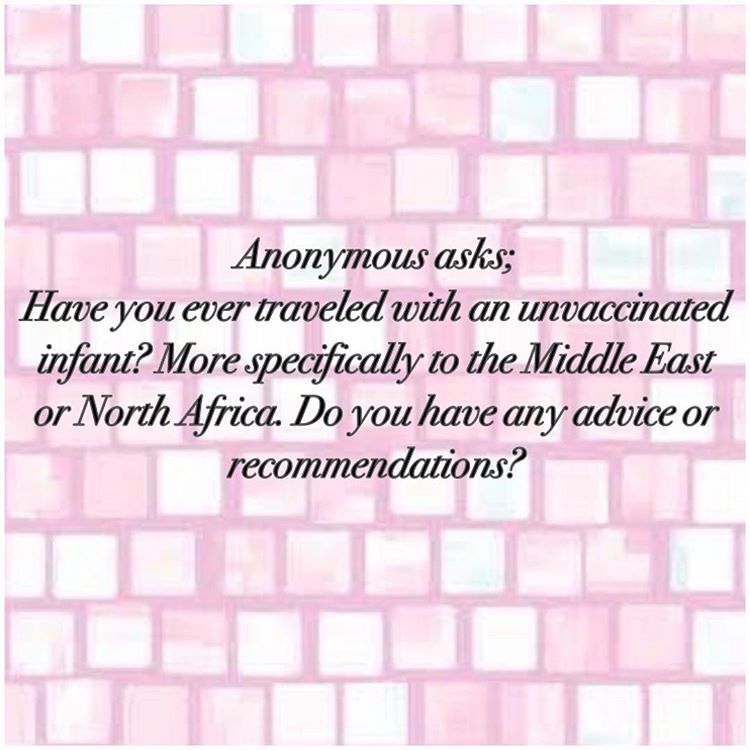 Anonymous asks;
Have you ever traveled with an unvaccinated
infant? More specifically to the Middle East
or North Africa. Do you have any advice or
recommendations?